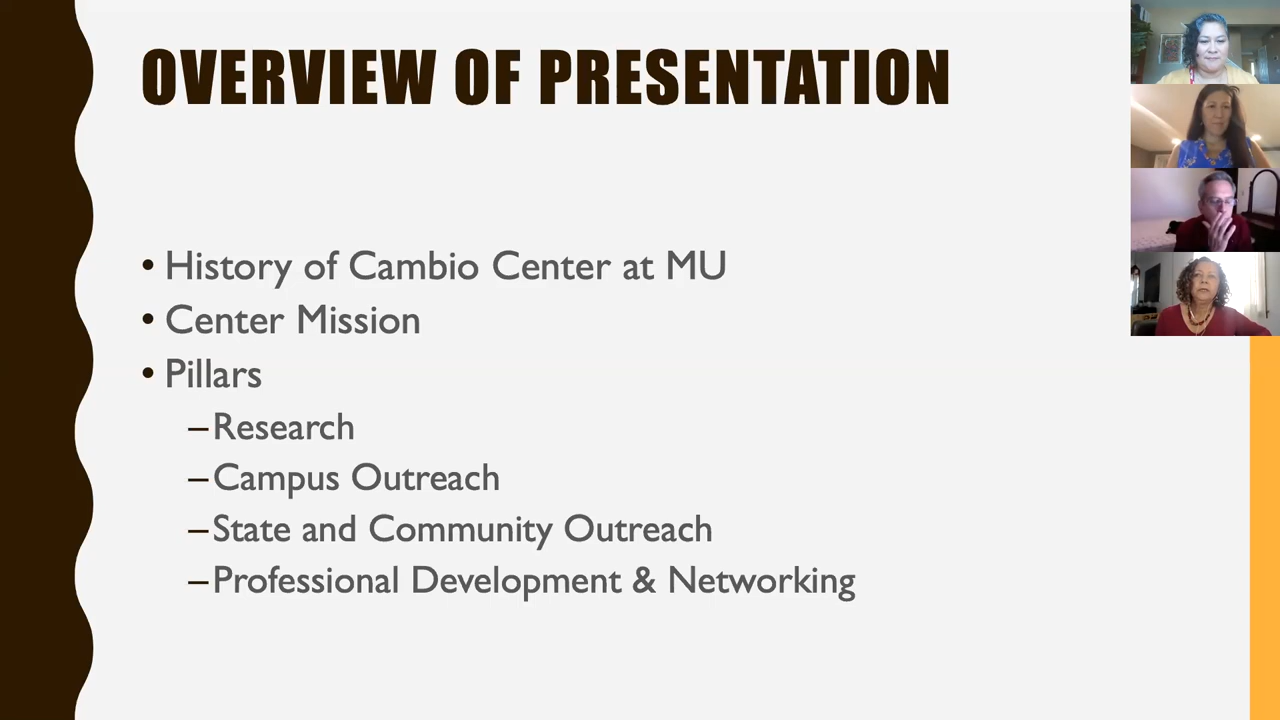 OVERVIEW OF PRESENTATION
• History of Cambio Center at MU
• Center Mission
• Pillars
–Research
–Campus Outreach
–State and Community Outreach
–Professional Development & Networking